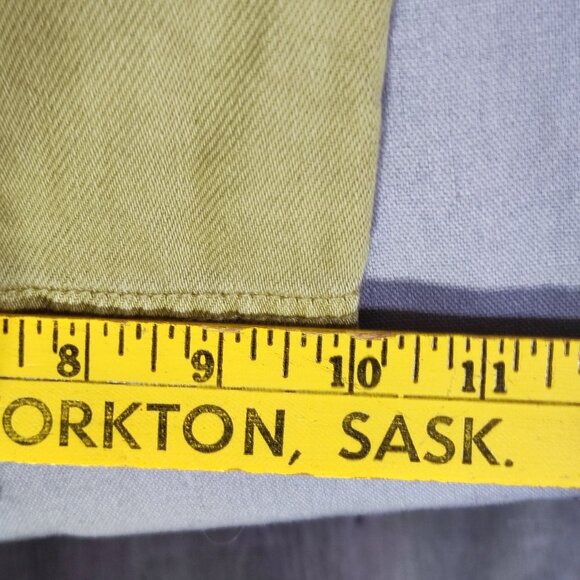 8 9 10 11
ORKTON, SASK.